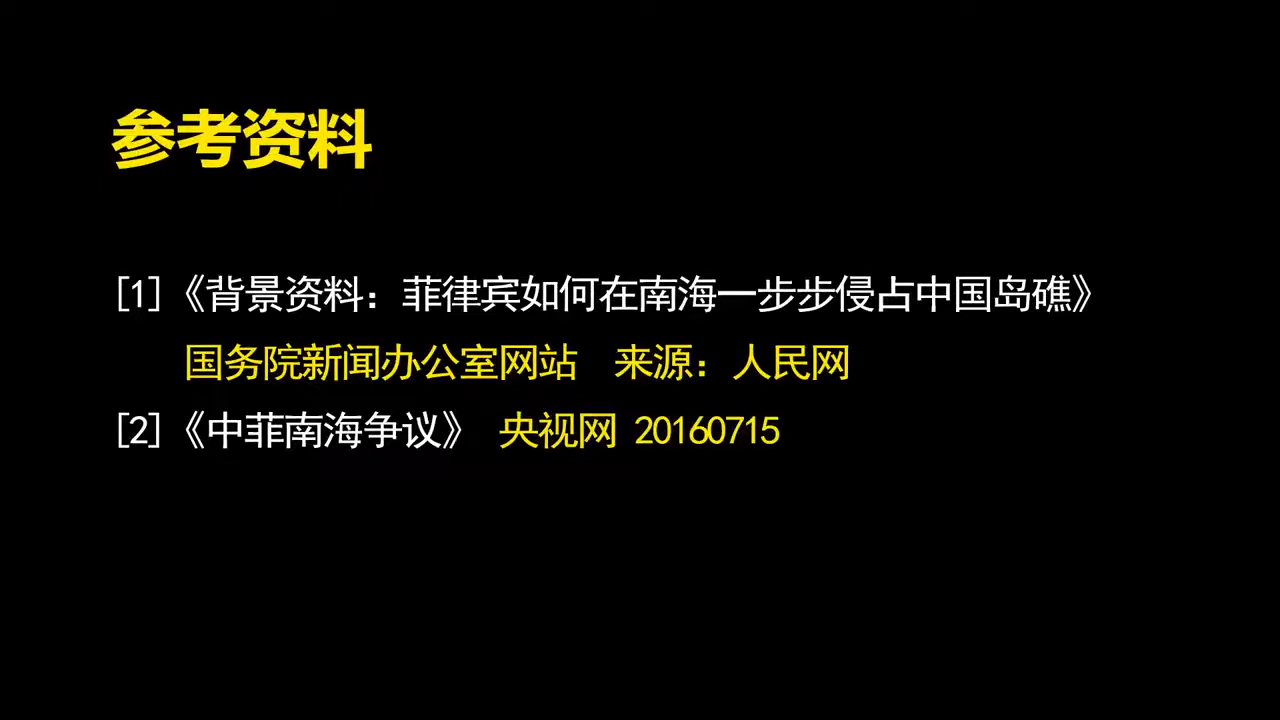 参考资料
[1]《背景资料：菲律宾如何在南海一步步侵占中国岛礁》
国务院新闻办公室网站 来源：人民网
[2]《中菲南海争议》 央视网 20160715